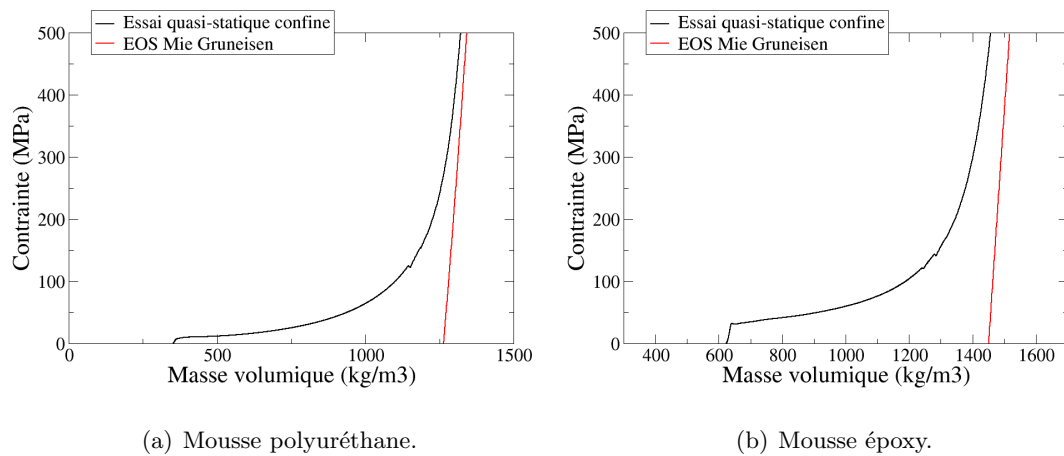 Essai quasi-statique confine
EOS Mie Gruneisen
500
400
300
200
100
0
Contrainte (MPa)
0
500
1000
1500
Masse volumique (kg/m3)
(a) Mousse polyuréthane.
Essai quasi-statique confine
EOS Mie Gruneisen
500
400
300
200
100
0
Contrainte (MPa)
400
600
800
1000
1200
1400
1600
Masse volumique (kg/m3)
(b) Mousse époxy.